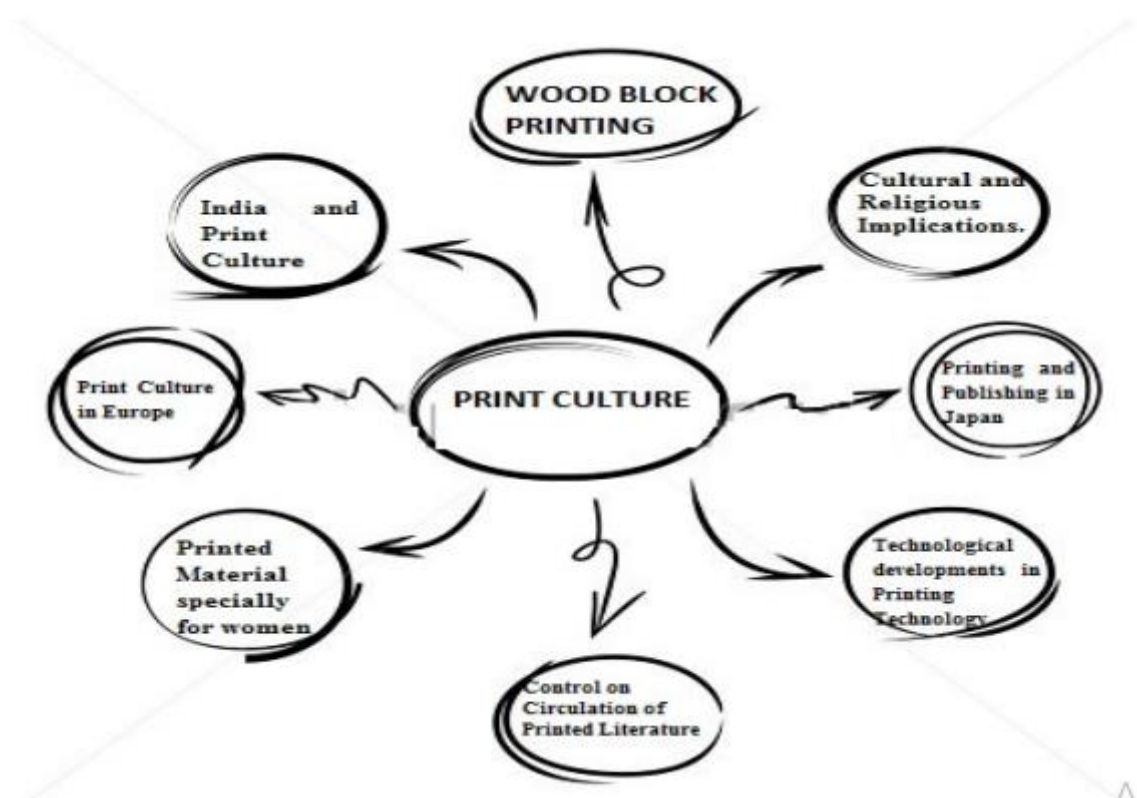 WOOD BLOCK
PRINTING
Cultural and
Religious
Implications.
India and
Print
Culture
Print Culture
in Europe
PRINT CULTURE
Printing and
Publishing in
Japan
Printed
Material
specially
for women
Technological
developments in
Printing
Technology
Control on
Circulation of
Printed Literature